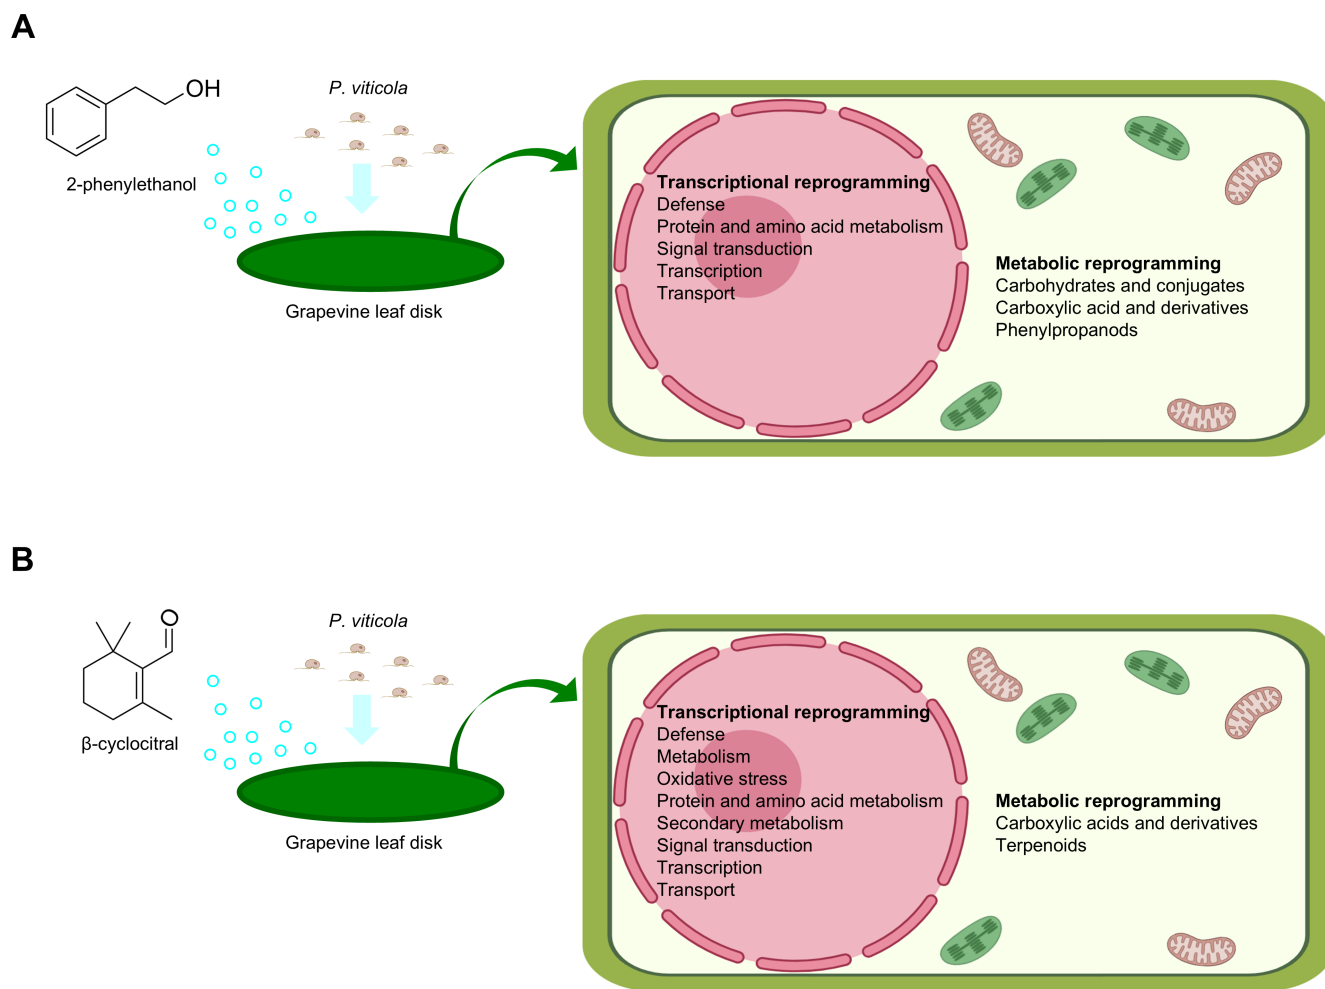 A
OH
P. viticola
2-phenylethanol
Grapevine leaf disk
Transcriptional reprogramming
Defense
Protein and amino acid metabolism
Signal transduction
Transcription
Transport
Metabolic reprogramming
Carbohydrates and conjugates
Carboxylic acid and derivatives
Phenylpropanods
B
O
P. viticola
β-cyclocitral
Grapevine leaf disk
Transcriptional reprogramming
Defense
Metabolism
Oxidative stress
Protein and amino acid metabolism
Secondary metabolism
Signal transduction
Transcription
Transport
Metabolic reprogramming
Carboxylic acids and derivatives
Terpenoids